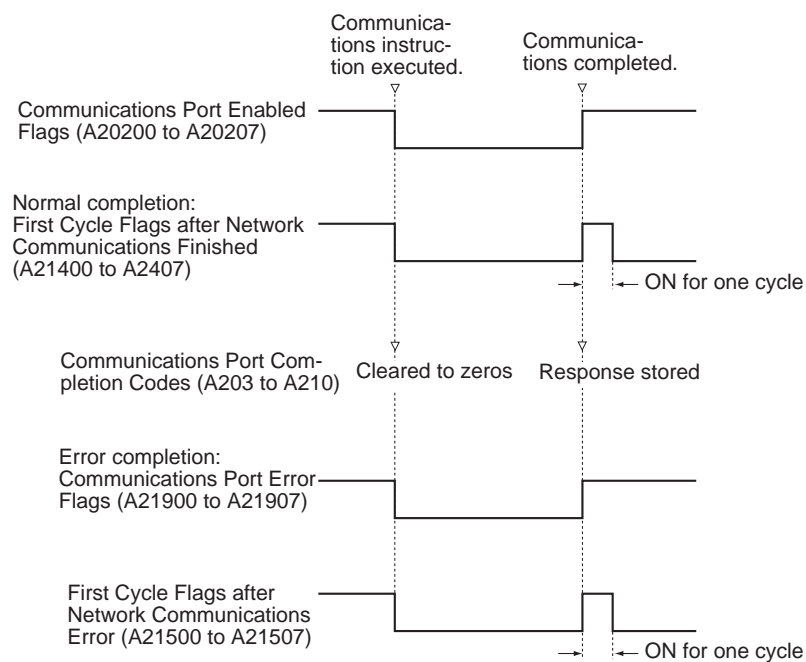 Communica-
tions instruc-
tion executed.
Communica-
tions completed.
Communications Port Enabled
Flags (A20200 to A20207)
Normal completion:
First Cycle Flags after Network
Communications Finished
(A21400 to A2407)
ON for one cycle
Communications Port Com-
pletion Codes (A203 to A210)
Cleared to zeros
Response stored
Error completion:
Communications Port Error
Flags (A21900 to A21907)
First Cycle Flags after
Network Communications
Error (A21500 to A21507)
ON for one cycle